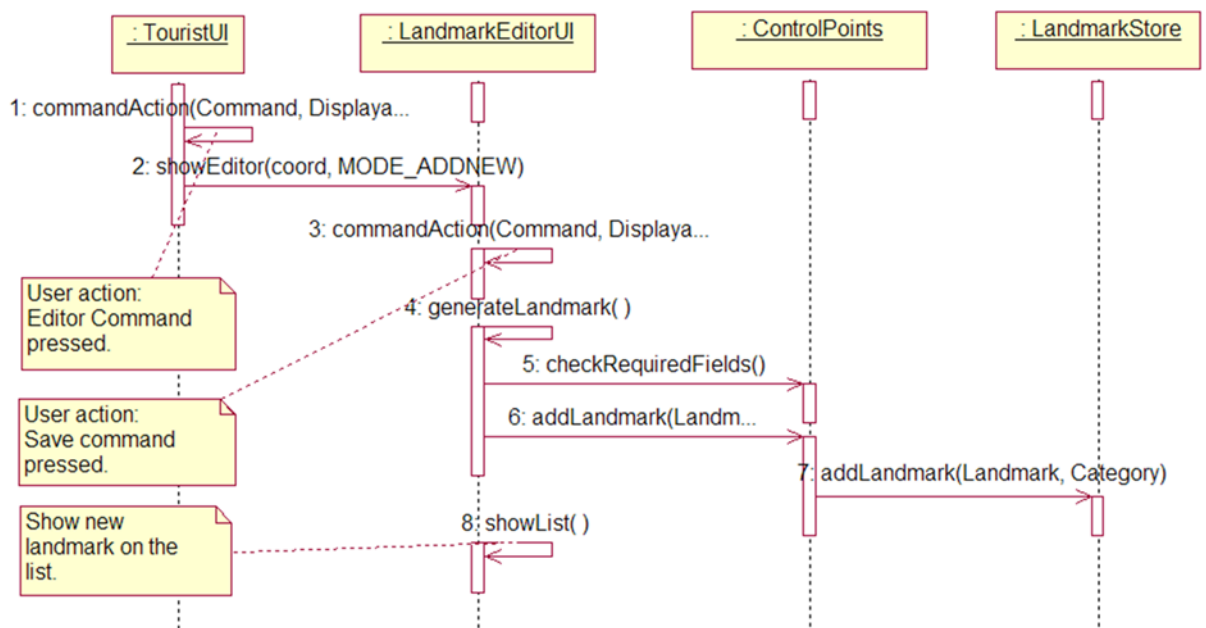 : TouristUI
: LandmarkEditorUI
: ControlPoints
: LandmarkStore
1: commandAction(Command, Displaya...
2: showEditor(coord, MODE_ADDNEW)
3: commandAction(Command, Displaya...
User action:
Editor Command
pressed.
4: generateLandmark( )
5: checkRequiredFields()
User action:
Save command
pressed.
6: addLandmark(Landm...
7: addLandmark(Landmark, Category)
Show new
landmark on the
list.
8: showList( )